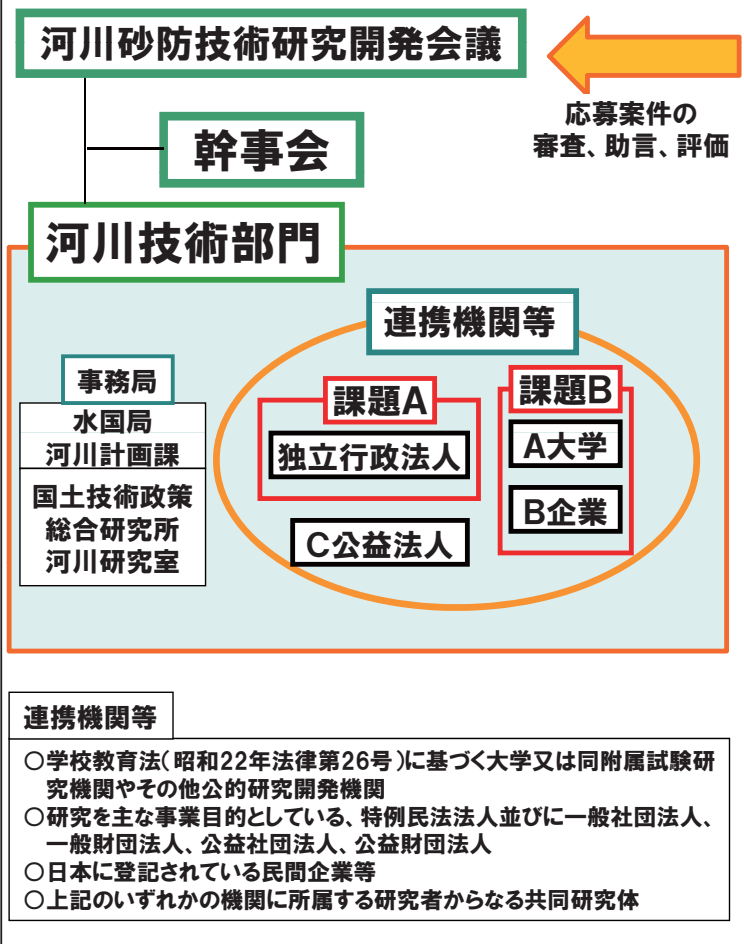 河川砂防技術研究開発会議
応募案件の
審査、助言、評価
幹事会
河川技術部門
連携機関等
事務局
水国局
河川計画課
国土技術政策
総合研究所
河川研究室
課題A
独立行政法人
C公益法人
課題B
A大学
B企業
連携機関等
○学校教育法(昭和22年法律第26号)に基づく大学又は同附属試験研
究機関やその他公的研究開発機関
○研究を主な事業目的としている、特例民法法人並びに一般社団法人、
一般財団法人、公益社団法人、公益財団法人
○日本に登記されている民間企業等
○上記のいずれかの機関に所属する研究者からなる共同研究体